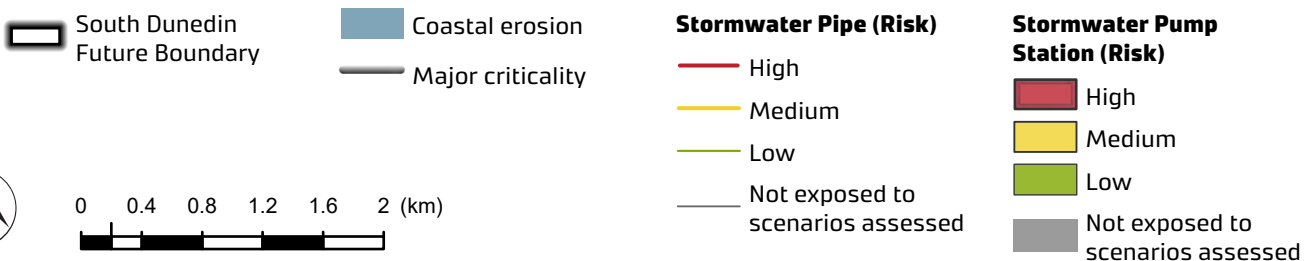 South Dunedin
Future Boundary
Coastal erosion
Major criticality
0 0.4 0.8 1.2 1.6 2 (km)
Stormwater Pipe (Risk)
High
Medium
Low
Not exposed to
scenarios assessed
Stormwater Pump
Station (Risk)
High
Medium
Low
Not exposed to
scenarios assessed